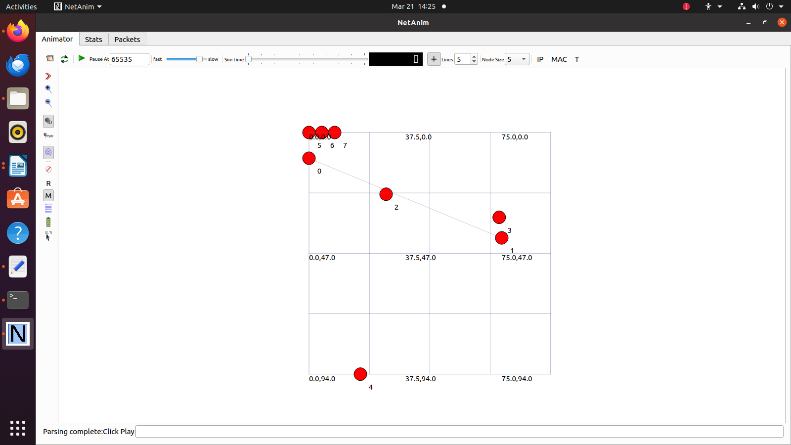 Activities NetAnim Mar 21 14:25
NetAnim
Animator Stats Packets
Pause At 65535 fast slow Sim time 0 Lines 5 Node Size 5 IP MAC T
R
M
37.5,0.0 75.0,0.0
5 6 7
0
2
3
1
0.0,47.0 37.5,47.0 75.0,47.0
0.0,94.0 37.5,94.0 75.0,94.0
4
Parsing complete:Click Play